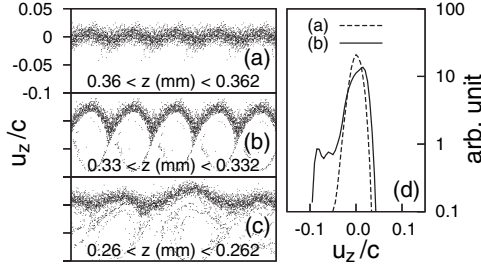 0.05
0
-0.05
-0.1
u_z/c
(a)
0.36 < z (mm) < 0.362
(b)
0.33 < z (mm) < 0.332
(c)
0.26 < z (mm) < 0.262
(a)
(b)
(d)
100
10
1
0.1
arb. unit
-0.1
0.0
0.1
u_z/c